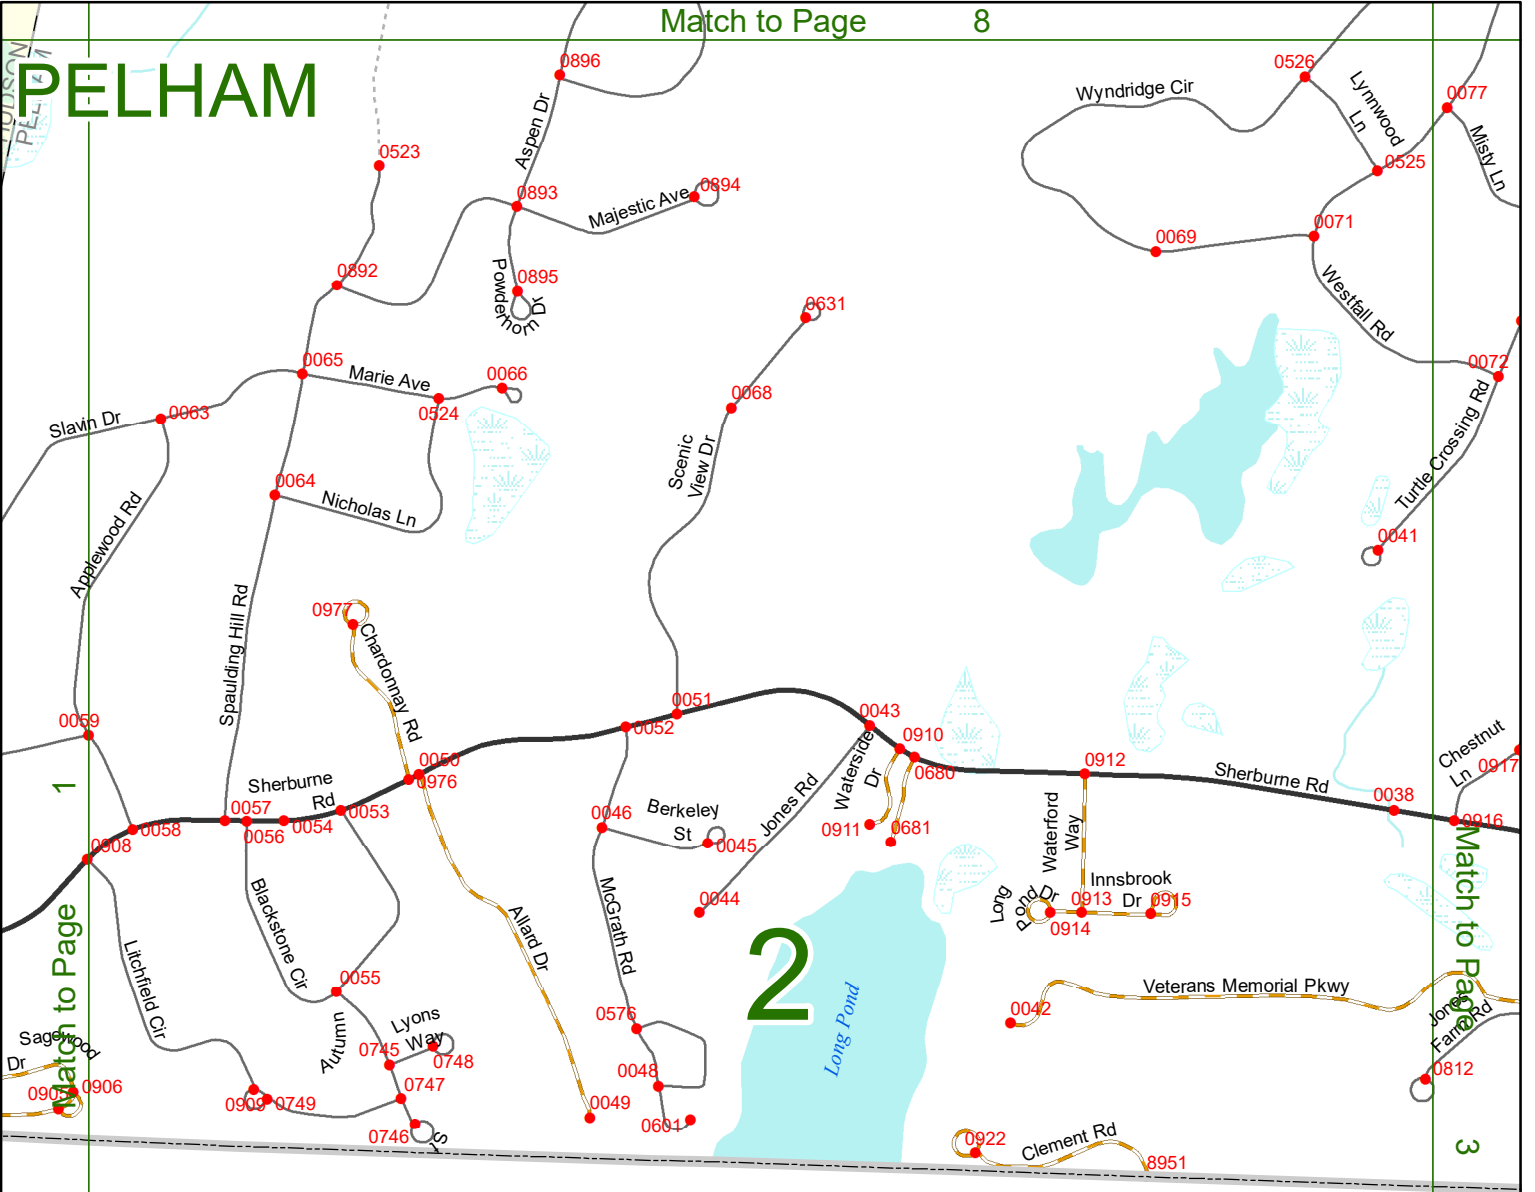 Match to Page 8
HUDSON
PELHAM
PELHAM
0896
0526
Wyndridge Cir
Lynnwood
Ln
0077
Aspen Dr
0523
0525
Misty Ln
0893
Majestic Ave
0894
0071
0069
0892
Powderhorn Dr
0895
Westfall Rd
0631
0065
Marie Ave
0066
0072
0524
0068
Slavin Dr
0063
Turtle Crossing Rd
Scenic
View Dr
0064
Nicholas Ln
Applewood Rd
0041
Spaulding Hill Rd
0977
Chardonnay Rd
0059
0051
0052
0043
0910
Waterside
Dr
0680
0912
Sherburne Rd
Chestnut
Ln
0917
0050
0976
Sherburne
Rd
0057
0056
0054
0053
0058
0908
1
0046
Berkeley
St
0045
Jones Rd
0911
0681
Waterford
Way
0038
0916
0044
Blackstone Cir
McGrath Rd
Allard Dr
Long
Pond
Dr
0913
0914
Innsbrook
Dr
0915
2
Match to Page
Match to Page
Litchfield Cir
0055
Autumn
St
Lyons
Way
0745
0748
0576
0042
Veterans Memorial Pkwy
Jones
Farm Rd
Long Pond
Sagewood
Dr
0905
0906
0909
0749
0747
0746
0048
0049
0601
0812
0922
Clement Rd
8951
3